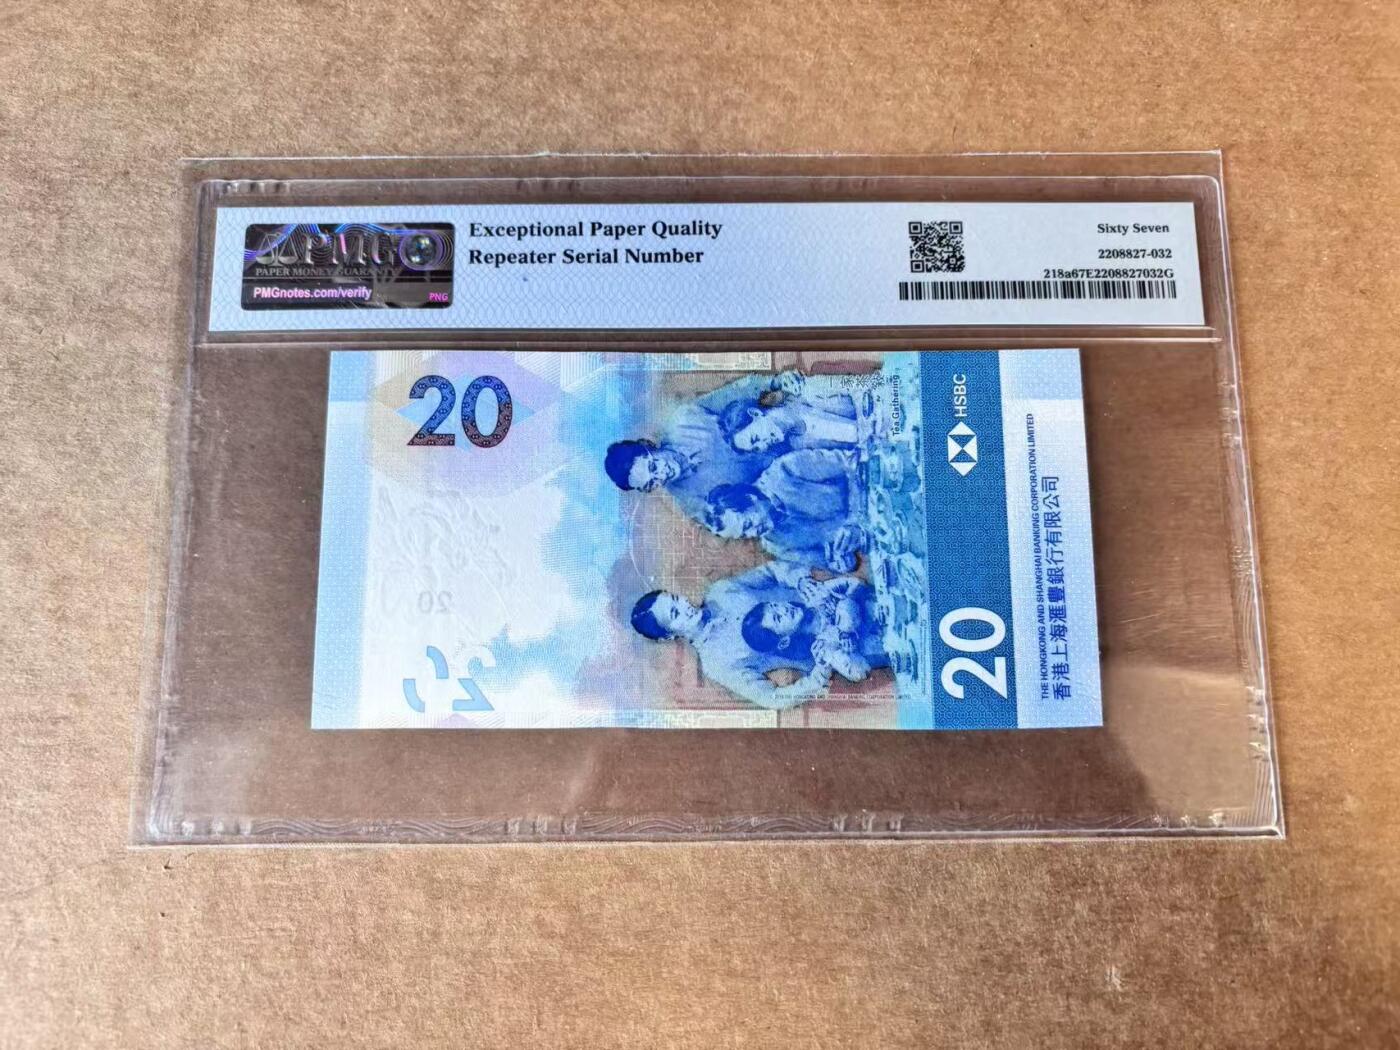 PMG
PAPER MONEY GUARANTY
PMGnotes.com/verify
PNG
Exceptional Paper Quality
Repeater Serial Number
Sixty Seven
2208827-032
218a67E2208827032G
20
20
Tea Gathering
HSBC
20
THE HONGKONG AND SHANGHAI BANKING CORPORATION LIMITED
香港上海滙豐銀行有限公司